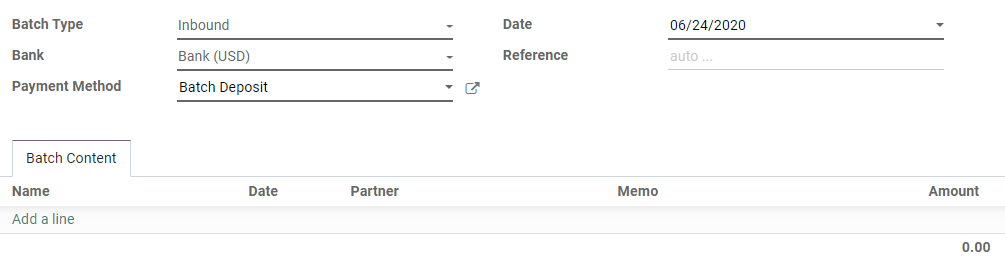 Batch Type Inbound Date 06/24/2020
Bank Bank (USD) Reference auto ...
Payment Method Batch Deposit
Batch Content
Name Date Partner Memo Amount
Add a line
0.00